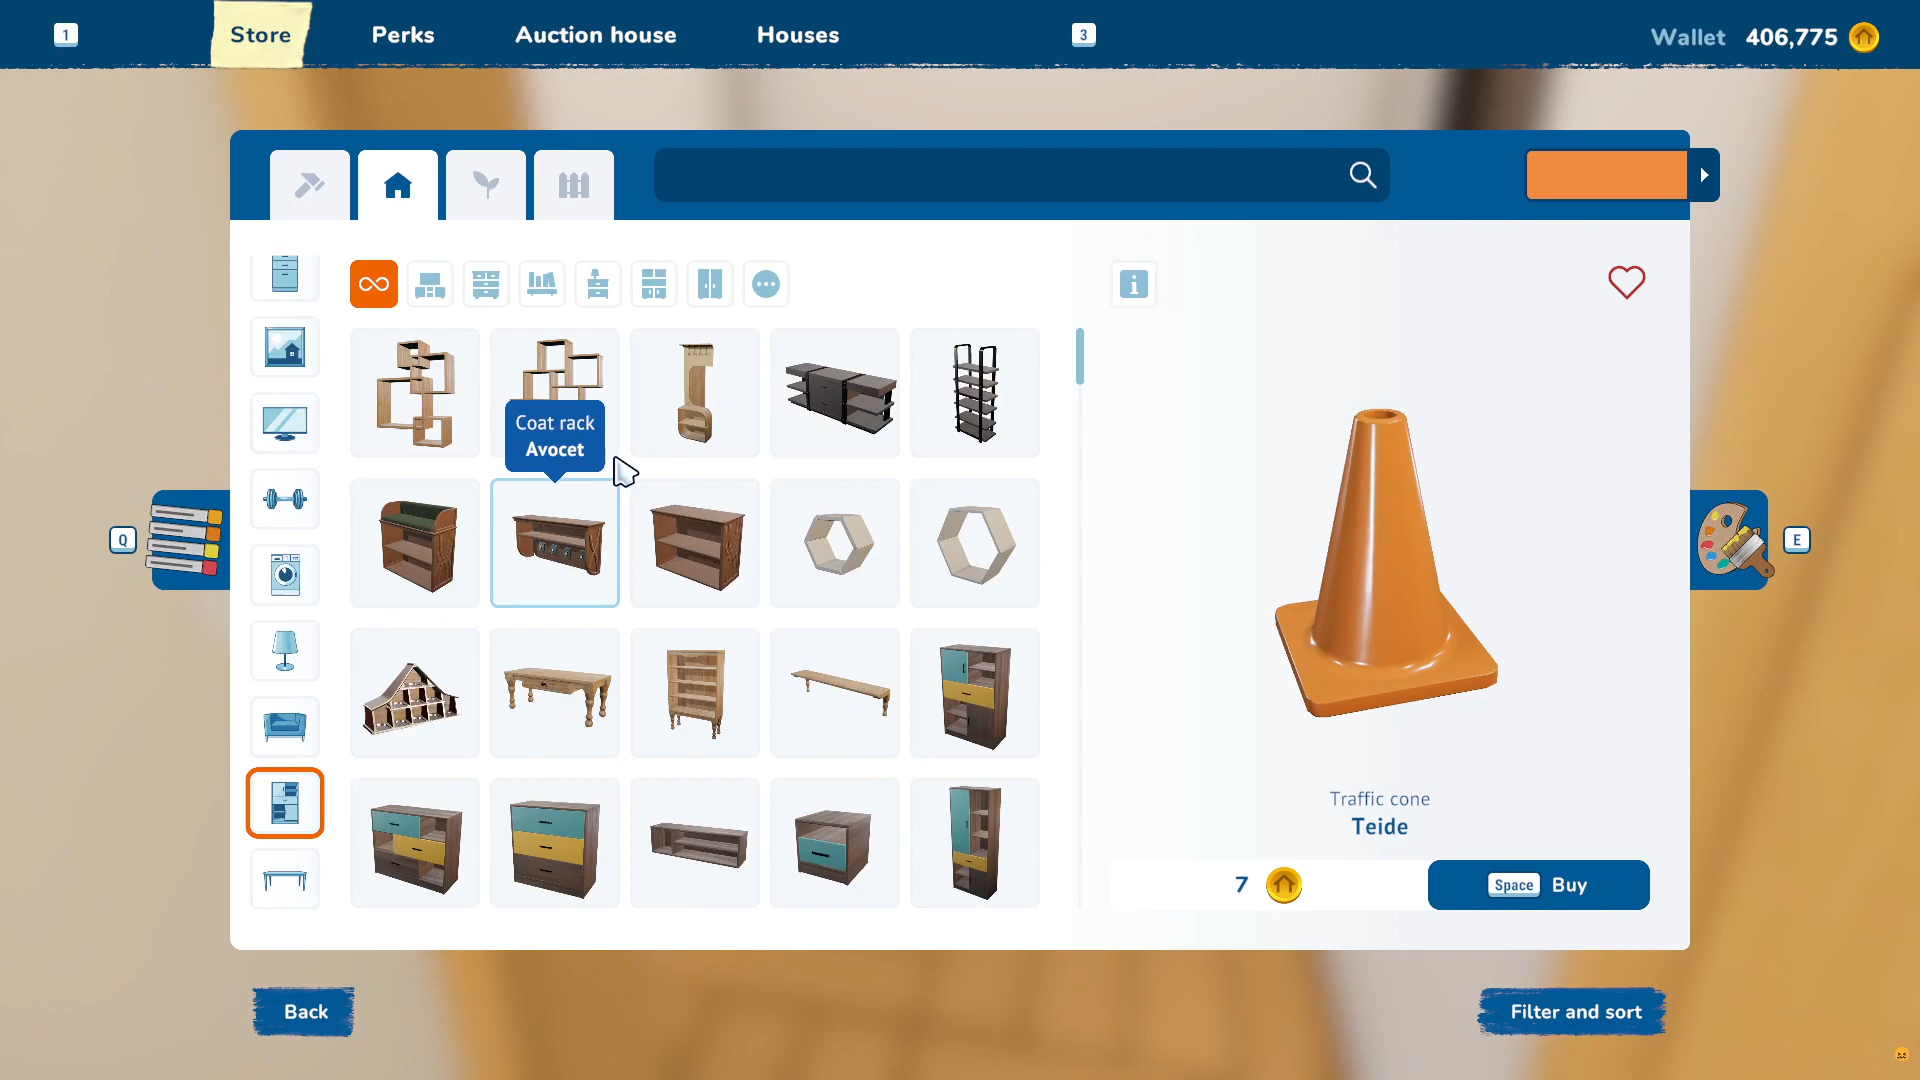 1
Store
Perks
Auction house
Houses
3
Wallet 406,775
Coat rack
Avocet
Q
E
Traffic cone
Teide
7
Space Buy
Back
Filter and sort